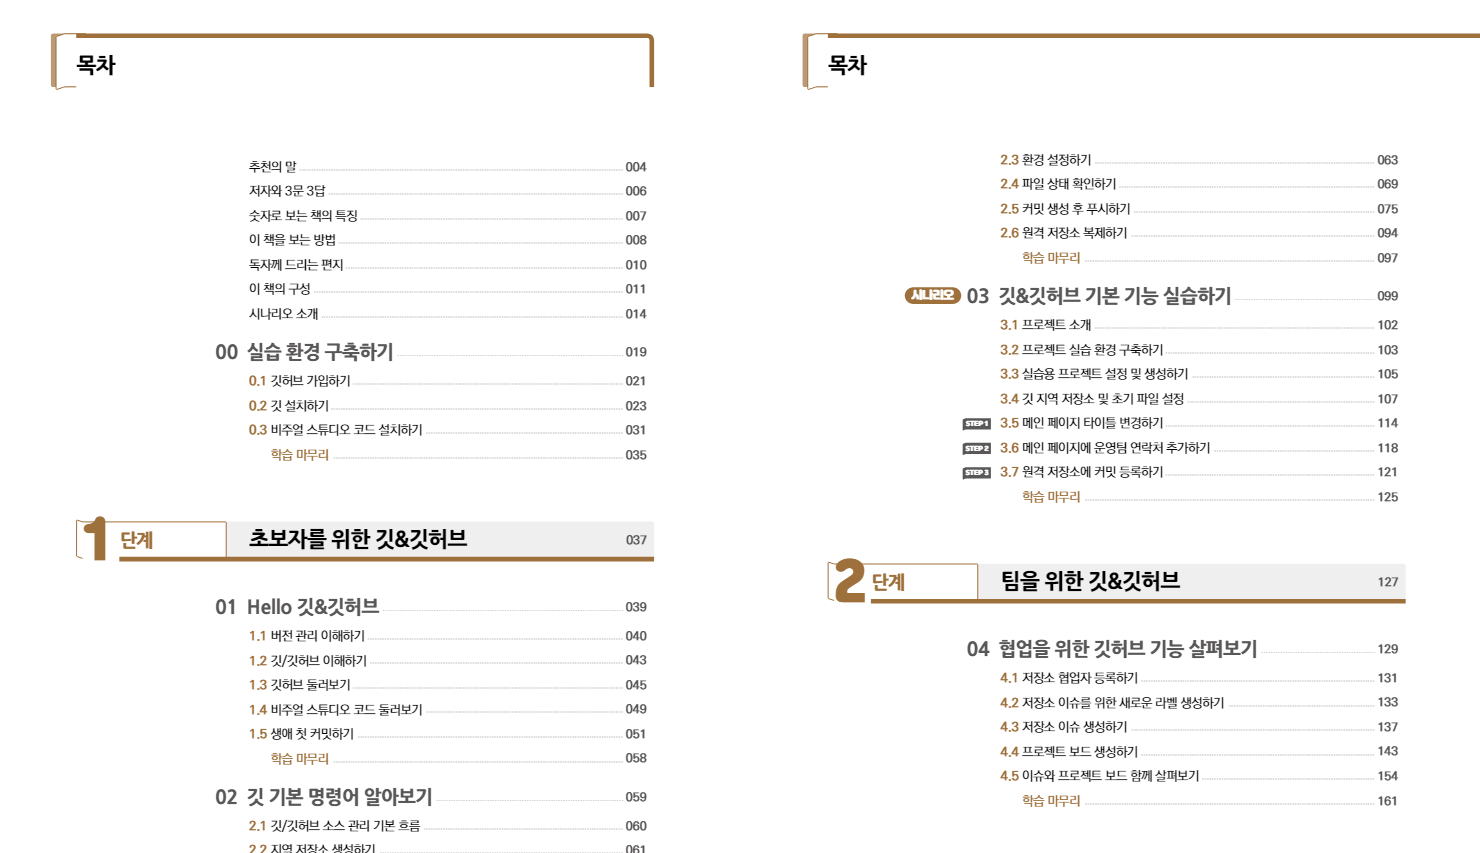 목차
추천의 말 004
저자와 3문 3답 006
숫자로 보는 책의 특징 007
이 책을 보는 방법 008
독자께 드리는 편지 010
이 책의 구성 011
시나리오 소개 014
00 실습 환경 구축하기 019
0.1 깃허브 가입하기 021
0.2 깃 설치하기 023
0.3 비주얼 스튜디오 코드 설치하기 031
학습 마무리 035
1 단계 초보자를 위한 깃&깃허브 037
01 Hello 깃&깃허브 039
1.1 버전 관리 이해하기 040
1.2 깃/깃허브 이해하기 043
1.3 깃허브 둘러보기 045
1.4 비주얼 스튜디오 코드 둘러보기 049
1.5 생애 첫 커밋하기 051
학습 마무리 058
02 깃 기본 명령어 알아보기 059
2.1 깃/깃허브 소스 관리 기본 흐름 060
2.2 지역 저장소 생성하기 061
목차
2.3 환경 설정하기 063
2.4 파일 상태 확인하기 069
2.5 커밋 생성 후 푸시하기 075
2.6 원격 저장소 복제하기 094
학습 마무리 097
시나리오 03 깃&깃허브 기본 기능 실습하기 099
3.1 프로젝트 소개 102
3.2 프로젝트 실습 환경 구축하기 103
3.3 실습용 프로젝트 설정 및 생성하기 105
3.4 깃 지역 저장소 및 초기 파일 설정 107
STEP 1 3.5 메인 페이지 타이틀 변경하기 114
STEP 2 3.6 메인 페이지에 운영팀 연락처 추가하기 118
STEP 3 3.7 원격 저장소에 커밋 등록하기 121
학습 마무리 125
2 단계 팀을 위한 깃&깃허브 127
04 협업을 위한 깃허브 기능 살펴보기 129
4.1 저장소 협업자 등록하기 131
4.2 저장소 이슈를 위한 새로운 라벨 생성하기 133
4.3 저장소 이슈 생성하기 137
4.4 프로젝트 보드 생성하기 143
4.5 이슈와 프로젝트 보드 함께 살펴보기 154
학습 마무리 161